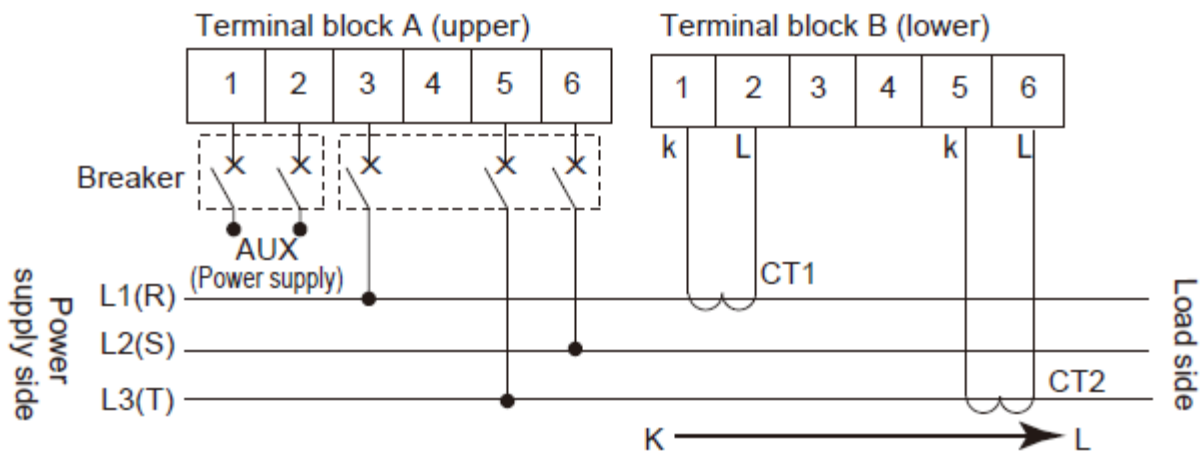 Terminal block A (upper)
Terminal block B (lower)
1 2 3 4 5 6
1 2 3 4 5 6
k L k L
Breaker
AUX
(Power supply)
CT1
L1(R)
L2(S)
L3(T)
CT2
Power
supply side
Load side
K L